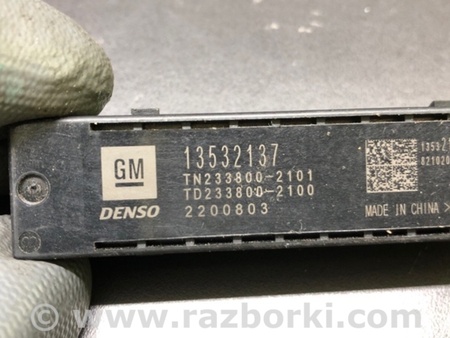 GM
DENSO
13532137
TN233800-2101
TD233800-2100
2200803
MADE IN CHINA >
www.razborki.com